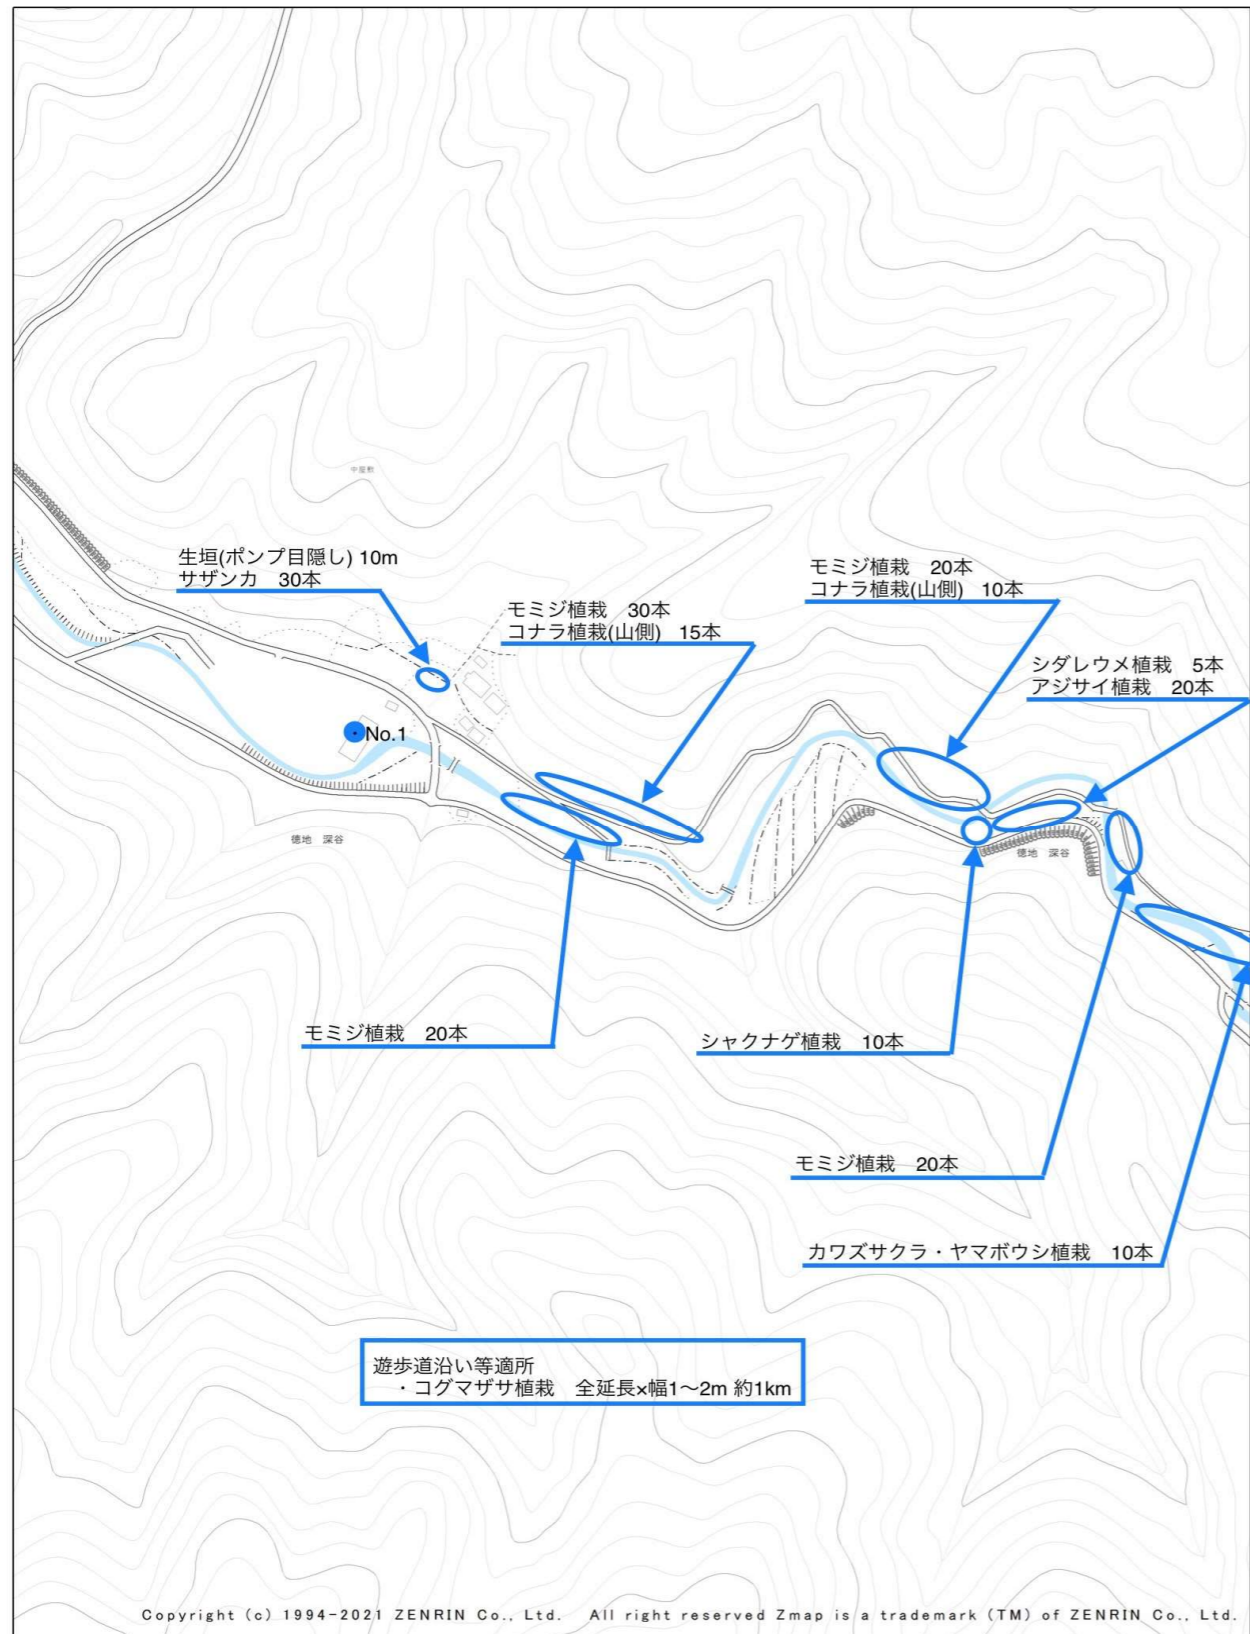 中屋敷
生垣(ポンプ目隠し) 10m
サザンカ　30本
モミジ植栽　30本
コナラ植栽(山側)　15本
モミジ植栽　20本
コナラ植栽(山側)　10本
シダレウメ植栽　5本
アジサイ植栽　20本
No.1
徳地　深谷
徳地　深谷
モミジ植栽　20本
シャクナゲ植栽　10本
モミジ植栽　20本
カワズサクラ・ヤマボウシ植栽　10本
遊歩道沿い等適所
・コグマザサ植栽　全延長×幅1〜2m 約1km
Copyright (c) 1994-2021 ZENRIN Co., Ltd.　All right reserved Zmap is a trademark (TM) of ZENRIN Co., Ltd.